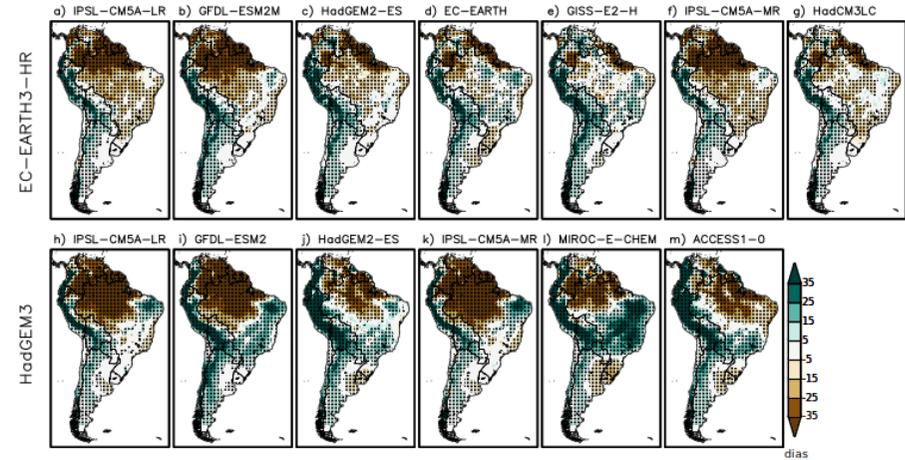 a) IPSL-CM5A-LR b) GFDL-ESM2M c) HadGEM2-ES d) EC-EARTH e) GISS-E2-H f) IPSL-CM5A-MR g) HadCM3LC
EC-EARTH3-HR
h) IPSL-CM5A-LR i) GFDL-ESM2 j) HadGEM2-ES k) IPSL-CM5A-MR l) MIROC-E-CHEM m) ACCESS1-0
HadGEM3
35
25
15
5
-5
-15
-25
-35
dias